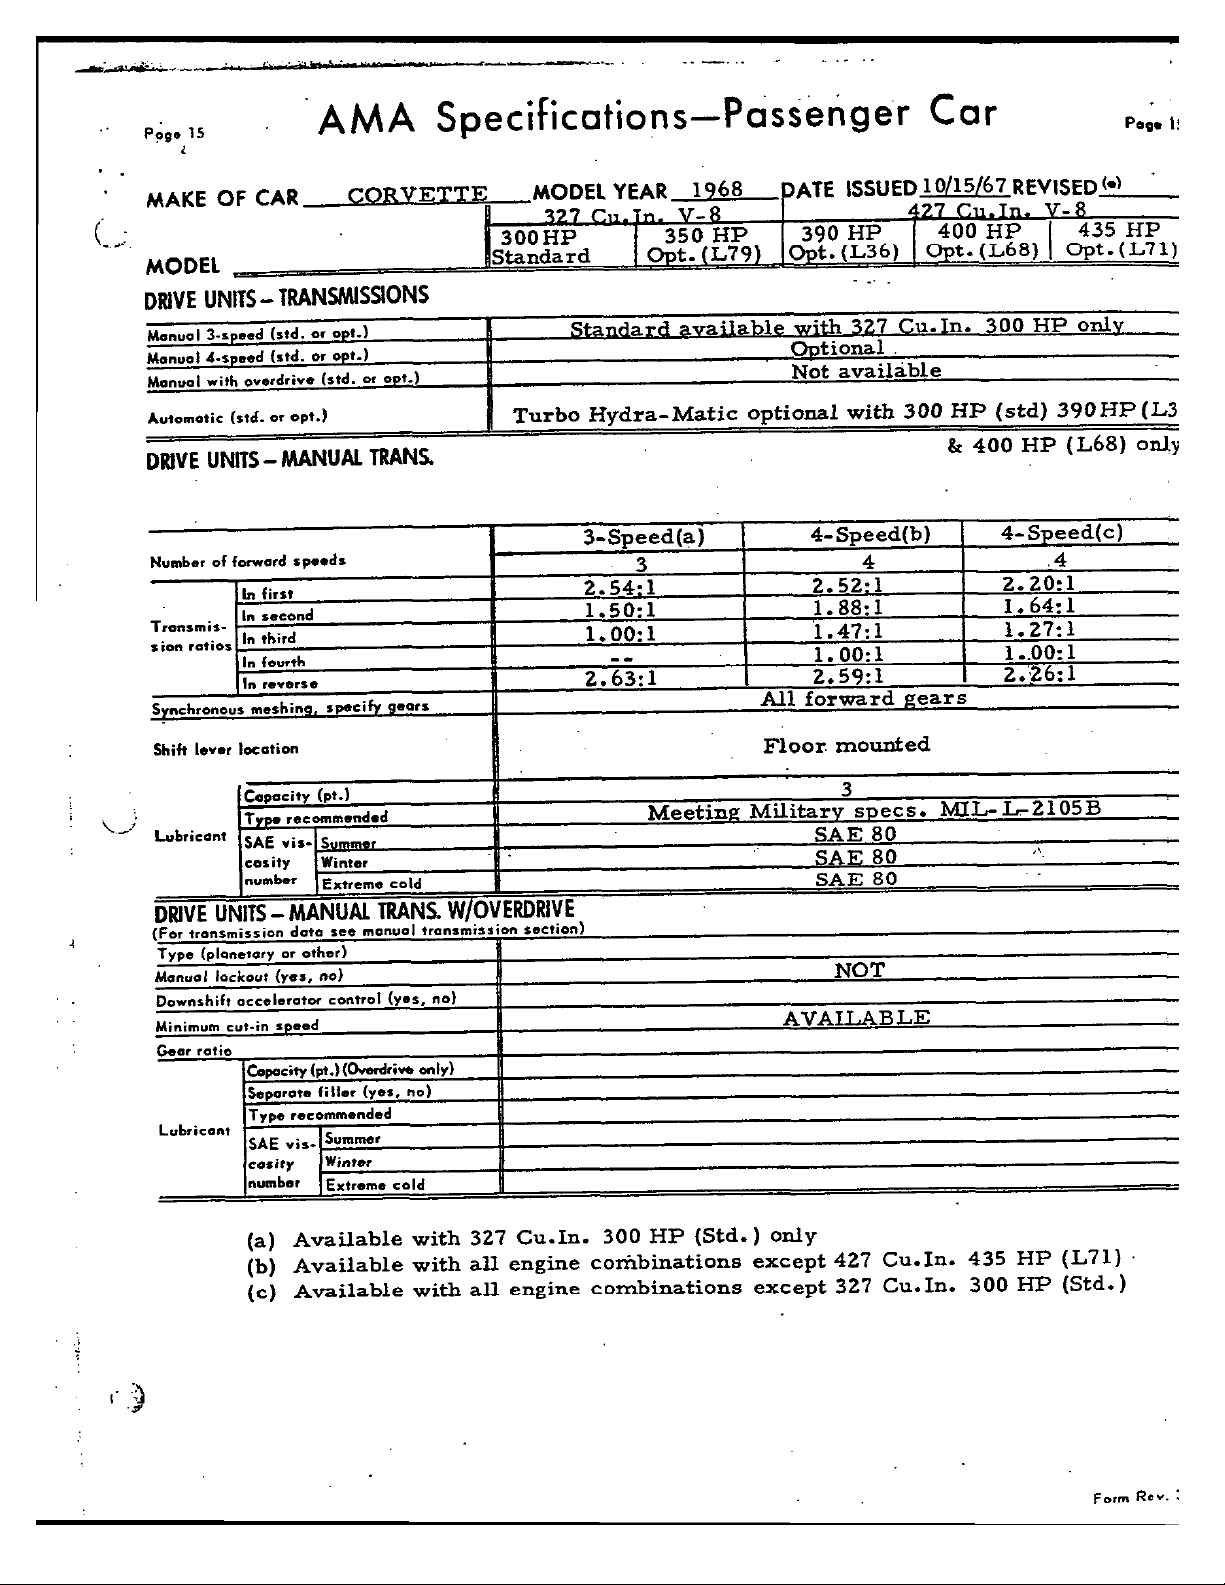 Page 15 AMA Specifications—Passenger Car Page 1
MAKE OF CAR CORVETTE MODEL YEAR 1968 DATE ISSUED 10/15/67 REVISED (•)
327 Cu.In. V-8 427 Cu.In. V-8
300 HP 350 HP 390 HP 400 HP 435 HP
MODEL Standard Opt. (L79) Opt. (L36) Opt. (L68) Opt. (L71)
DRIVE UNITS – TRANSMISSIONS
Manual 3-speed (std. or opt.) Standard available with 327 Cu.In. 300 HP only
Manual 4-speed (std. or opt.) Optional
Manual with overdrive (std. or opt.) Not available
Automatic (std. or opt.) Turbo Hydra-Matic optional with 300 HP (std) 390 HP (L3
& 400 HP (L68) only
DRIVE UNITS – MANUAL TRANS.
3-Speed(a) 4-Speed(b) 4-Speed(c)
Number of forward speeds 3 4 4
Transmis-
sion ratios
In first 2.54:1 2.52:1 2.20:1
In second 1.50:1 1.88:1 1.64:1
In third 1.00:1 1.47:1 1.27:1
In fourth -- 1.00:1 1.00:1
In reverse 2.63:1 2.59:1 2.26:1
Synchronous meshing, specify gears All forward gears
Shift lever location Floor mounted
Lubricant
Capacity (pt.) 3
Type recommended Meeting Military specs. MIL-L-2105B
SAE vis-
cosity
number
Summer SAE 80
Winter SAE 80
Extreme cold SAE 80
DRIVE UNITS – MANUAL TRANS. W/OVERDRIVE
(For transmission data see manual transmission section)
Type (planetary or other)
Manual lockout (yes, no) NOT
Downshift accelerator control (yes, no)
Minimum cut-in speed AVAILABLE
Gear ratio
Lubricant
Capacity (pt.) (Overdrive only)
Separate filler (yes, no)
Type recommended
SAE vis-
cosity
number
Summer
Winter
Extreme cold
(a) Available with 327 Cu.In. 300 HP (Std.) only
(b) Available with all engine combinations except 427 Cu.In. 435 HP (L71)
(c) Available with all engine combinations except 327 Cu.In. 300 HP (Std.)
Form Rev.